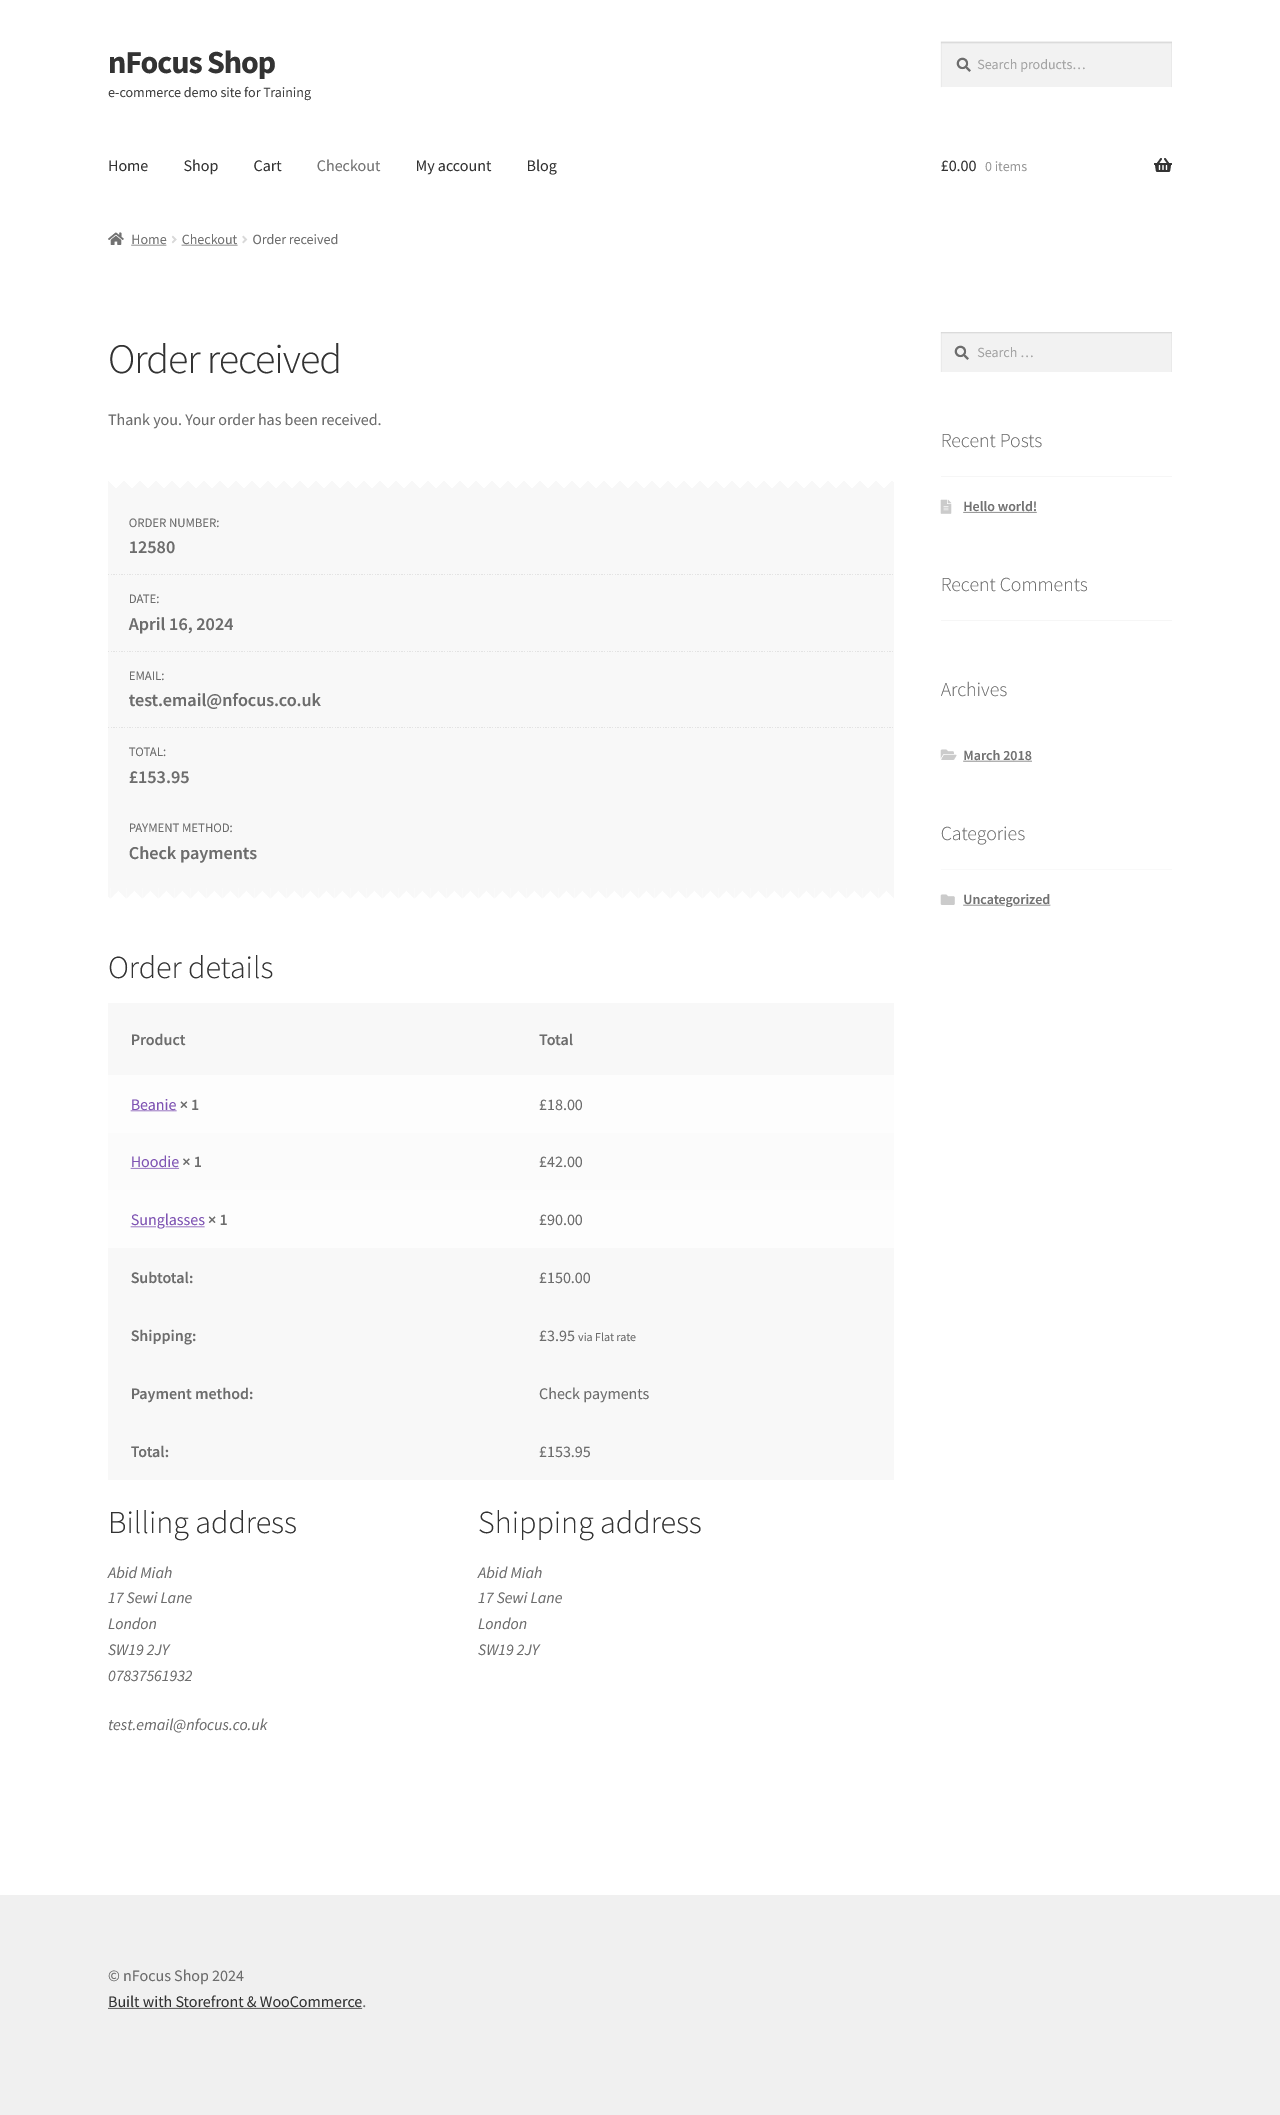 nFocus Shop
e-commerce demo site for Training
Search products…
Home Shop Cart Checkout My account Blog
£0.00 0 items
Home Checkout Order received
Order received
Thank you. Your order has been received.
ORDER NUMBER:
12580
DATE:
April 16, 2024
EMAIL:
test.email@nfocus.co.uk
TOTAL:
£153.95
PAYMENT METHOD:
Check payments
Order details
Product Total
Beanie × 1 £18.00
Hoodie × 1 £42.00
Sunglasses × 1 £90.00
Subtotal: £150.00
Shipping: £3.95 via Flat rate
Payment method: Check payments
Total: £153.95
Billing address
Abid Miah
17 Sewi Lane
London
SW19 2JY
07837561932
test.email@nfocus.co.uk
Shipping address
Abid Miah
17 Sewi Lane
London
SW19 2JY
Search …
Recent Posts
Hello world!
Recent Comments
Archives
March 2018
Categories
Uncategorized
© nFocus Shop 2024
Built with Storefront & WooCommerce.